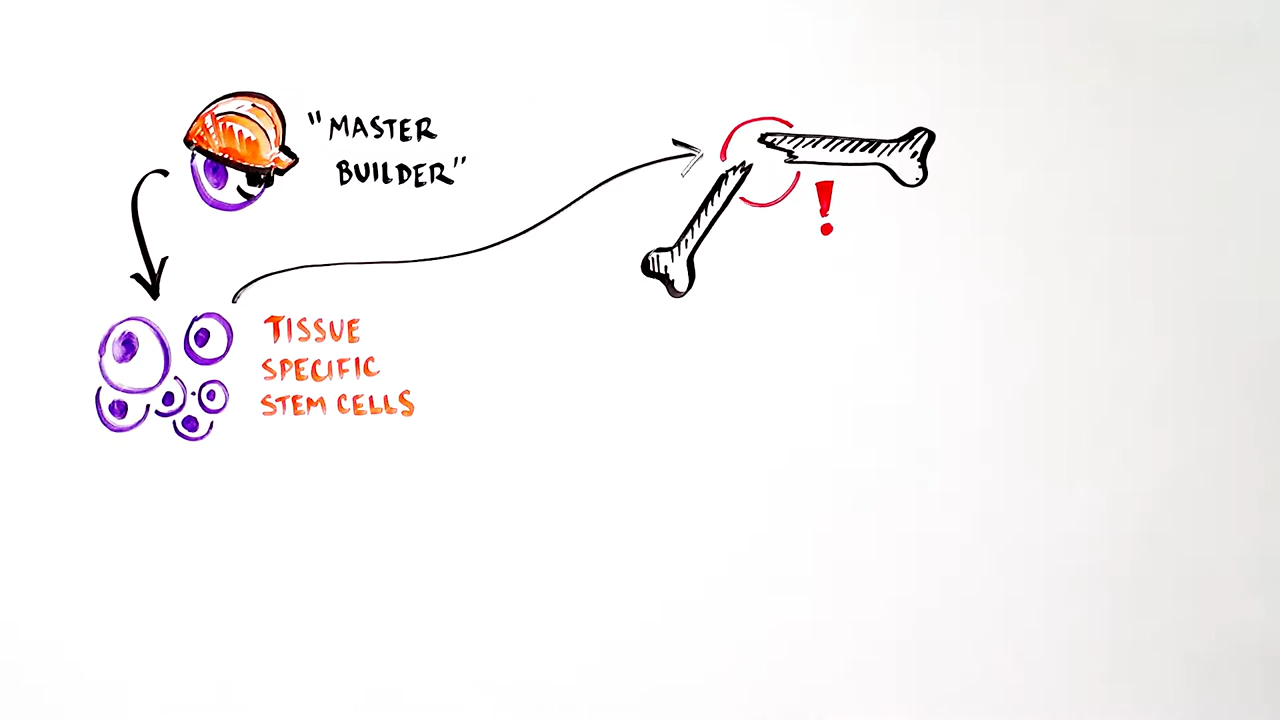 "MASTER
BUILDER"
!
TISSUE
SPECIFIC
STEM CELLS